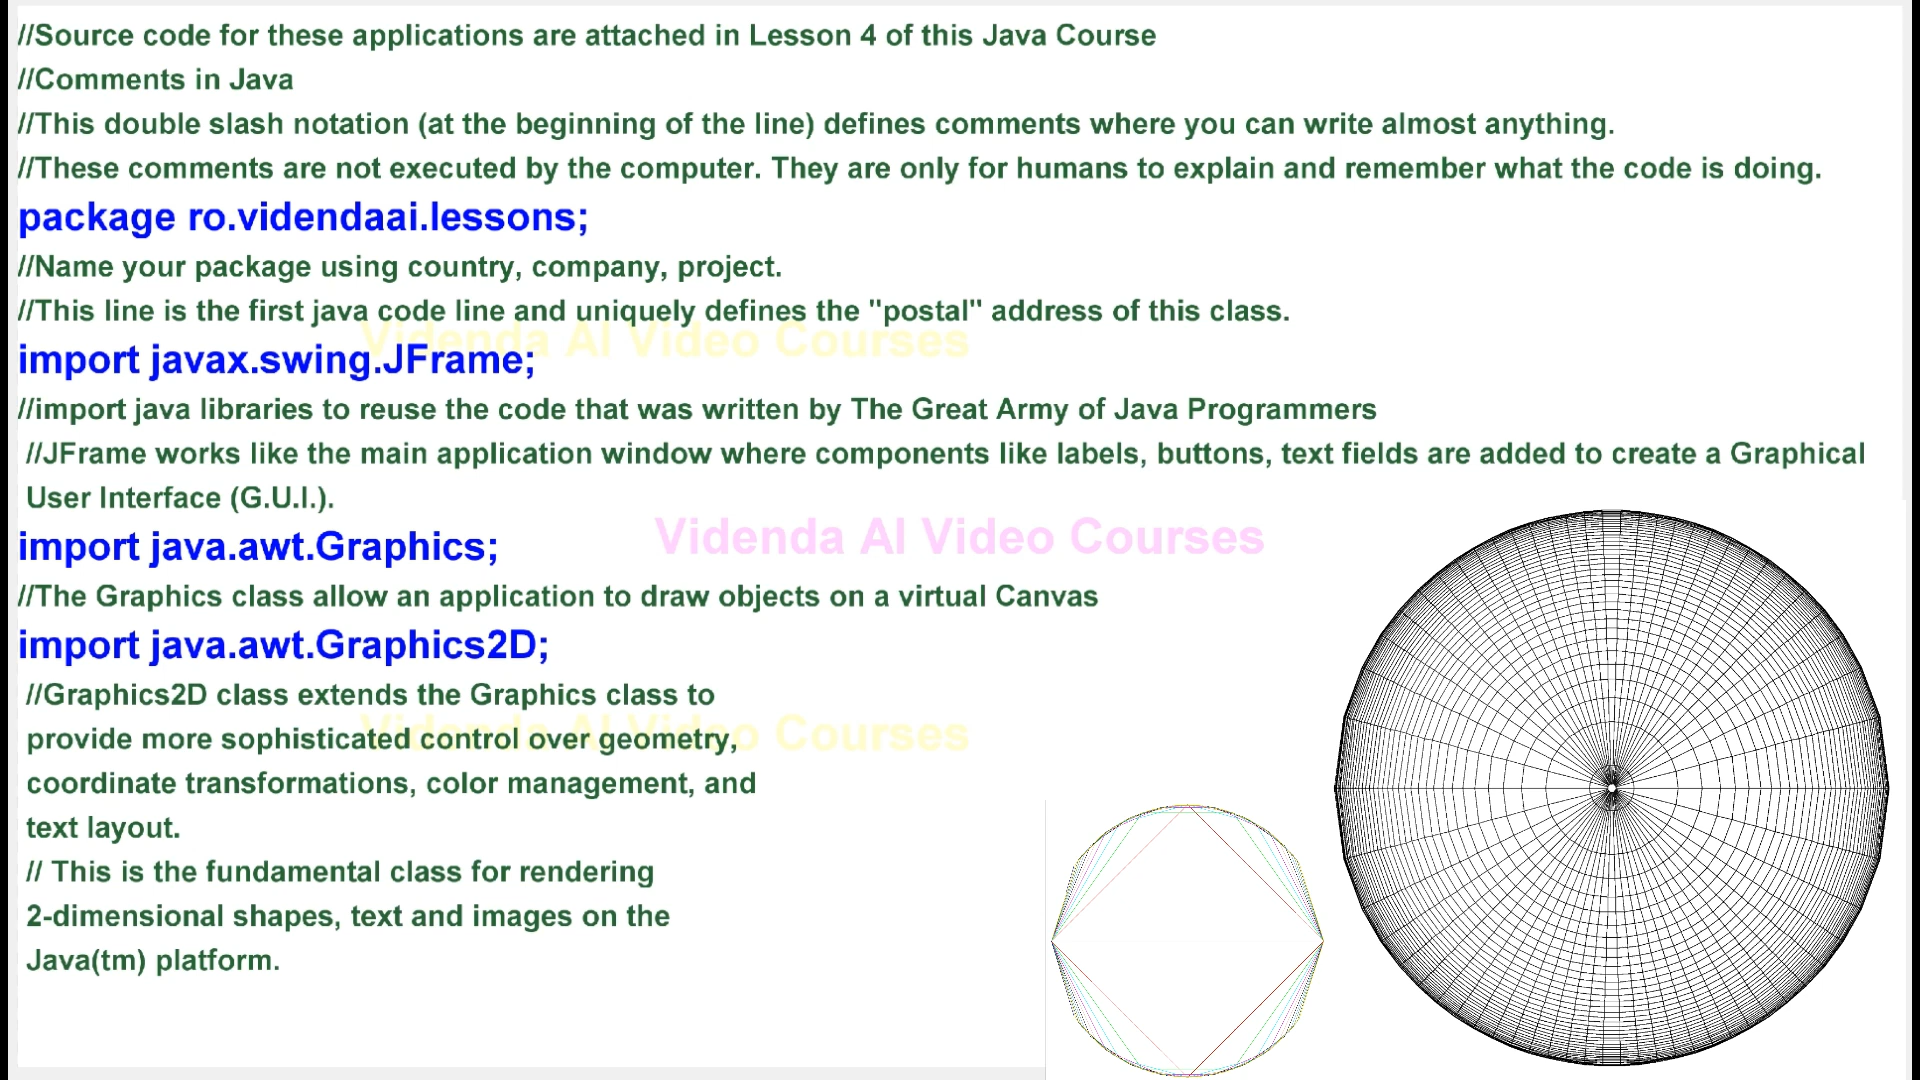 //Source code for these applications are attached in Lesson 4 of this Java Course
//Comments in Java
//This double slash notation (at the beginning of the line) defines comments where you can write almost anything.
//These comments are not executed by the computer. They are only for humans to explain and remember what the code is doing.
package ro.videndaai.lessons;
//Name your package using country, company, project.
//This line is the first java code line and uniquely defines the "postal" address of this class.
Videnda AI Video Courses
import javax.swing.JFrame;
//import java libraries to reuse the code that was written by The Great Army of Java Programmers
//JFrame works like the main application window where components like labels, buttons, text fields are added to create a Graphical
User Interface (G.U.I.).
Videnda AI Video Courses
import java.awt.Graphics;
//The Graphics class allow an application to draw objects on a virtual Canvas
import java.awt.Graphics2D;
//Graphics2D class extends the Graphics class to
provide more sophisticated control over geometry,
Videnda AI Video Courses
coordinate transformations, color management, and
text layout.
// This is the fundamental class for rendering
2-dimensional shapes, text and images on the
Java(tm) platform.